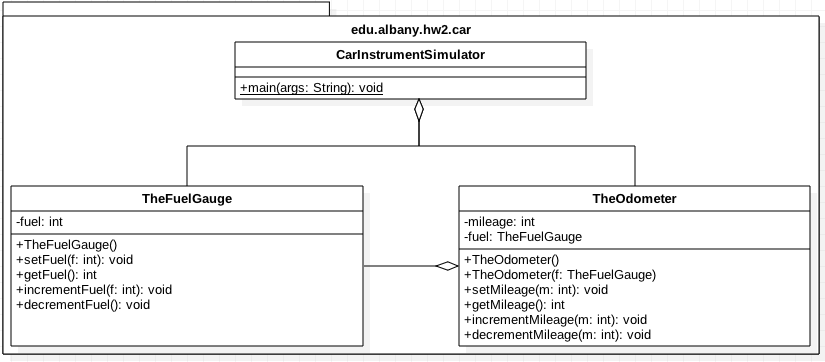 edu.albany.hw2.car
CarInstrumentSimulator
+main(args: String): void
TheFuelGauge
-fuel: int
+TheFuelGauge()
+setFuel(f: int): void
+getFuel(): int
+incrementFuel(f: int): void
+decrementFuel(): void
TheOdometer
-mileage: int
-fuel: TheFuelGauge
+TheOdometer()
+TheOdometer(f: TheFuelGauge)
+setMileage(m: int): void
+getMileage(): int
+incrementMileage(m: int): void
+decrementMileage(m: int): void